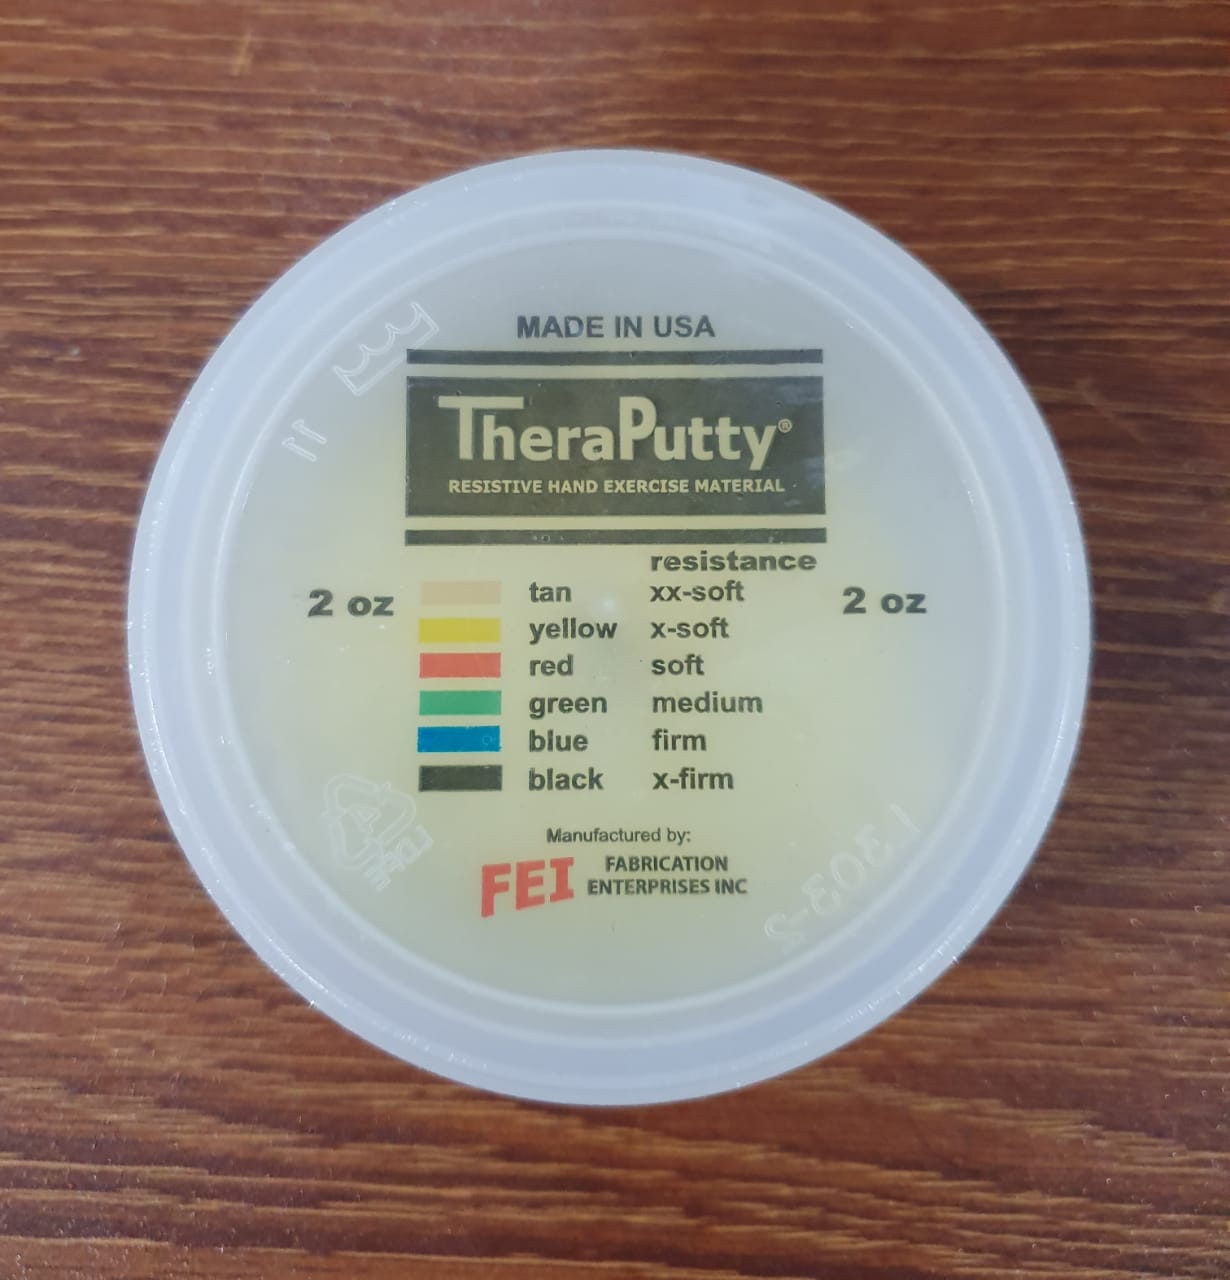 MADE IN USA
TheraPutty®
RESISTIVE HAND EXERCISE MATERIAL
resistance
2 oz
tan xx-soft
2 oz
yellow x-soft
red soft
green medium
blue firm
black x-firm
Manufactured by:
FEI FABRICATION
ENTERPRISES INC